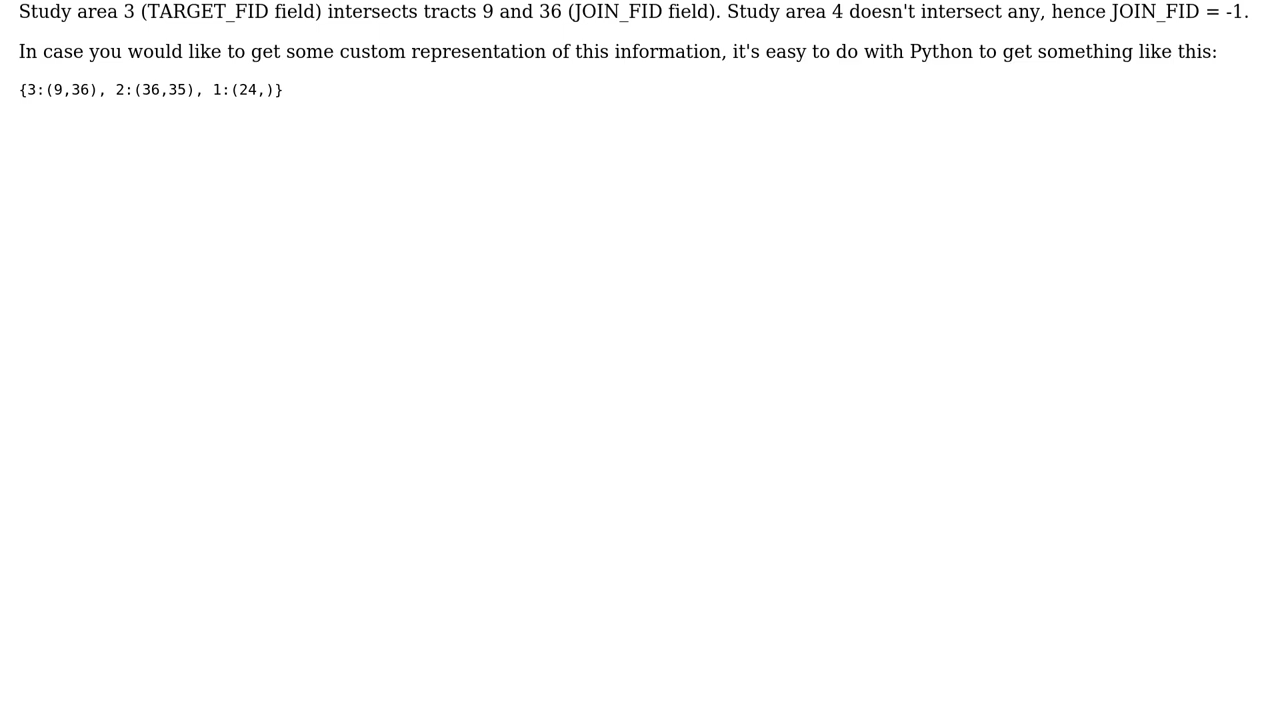 Study area 3 (TARGET_FID field) intersects tracts 9 and 36 (JOIN_FID field). Study area 4 doesn't intersect any, hence JOIN_FID = -1.
In case you would like to get some custom representation of this information, it's easy to do with Python to get something like this:
{3:(9,36), 2:(36,35), 1:(24,)}